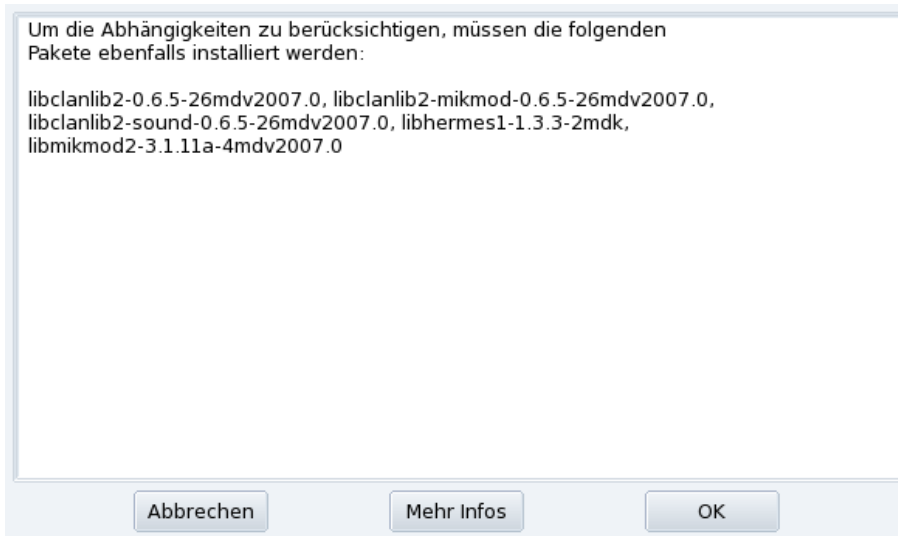 Um die Abhängigkeiten zu berücksichtigen, müssen die folgenden
Pakete ebenfalls installiert werden:
libclanlib2-0.6.5-26mdv2007.0, libclanlib2-mikmod-0.6.5-26mdv2007.0,
libclanlib2-sound-0.6.5-26mdv2007.0, libhermes1-1.3.3-2mdk,
libmikmod2-3.1.11a-4mdv2007.0
Abbrechen
Mehr Infos
OK